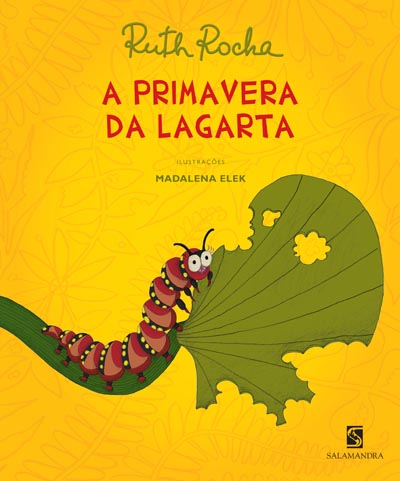 Ruth Rocha
A PRIMAVERA
DA LAGARTA
ILUSTRAÇÕES
MADALENA ELEK
SALAMANDRA